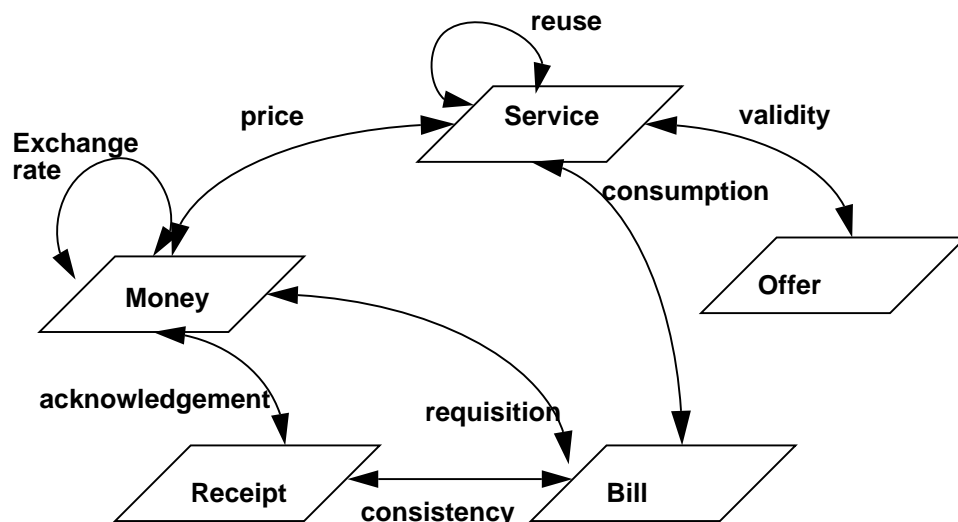 reuse
Service
price
validity
Exchange
rate
consumption
Money
Offer
acknowledgement
requisition
Receipt
Bill
consistency